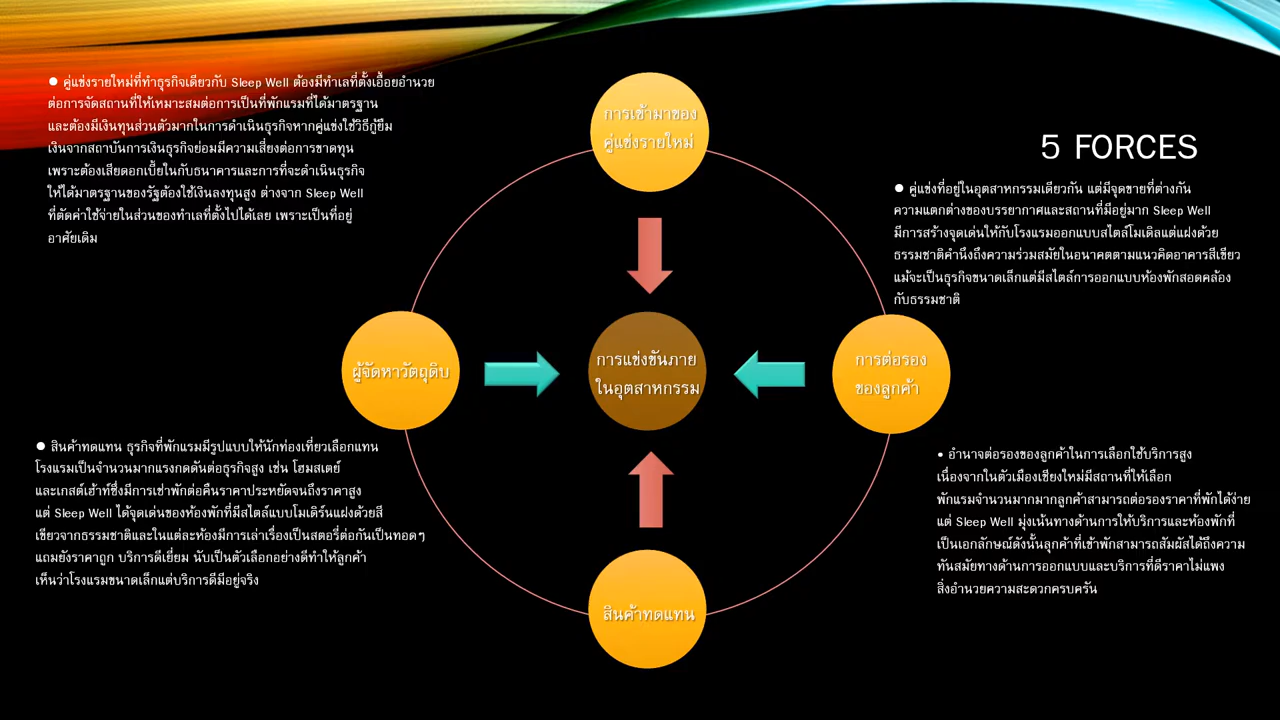 ● คู่แข่งรายใหม่ที่ทำธุรกิจเดียวกับ Sleep Well ต้องมีทำเลที่ตั้งเอื้อยอำนวย
ต่อการจัดสถานที่ให้เหมาะสมต่อการเป็นที่พักแรมที่ได้มาตรฐาน
และต้องมีเงินทุนส่วนตัวมากในการดำเนินธุรกิจหากคู่แข่งใช้วิธีกู้ยืม
เงินจากสถาบันการเงินธุรกิจย่อมมีความเสี่ยงต่อการขาดทุน
เพราะต้องเสียดอกเบี้ยในกับธนาคารและการที่จะดำเนินธุรกิจ
ให้ได้มาตรฐานของรัฐต้องใช้เงินลงทุนสูง ต่างจาก Sleep Well
ที่ตัดค่าใช้จ่ายในส่วนของทำเลที่ตั้งไปได้เลย เพราะเป็นที่อยู่
อาศัยเดิม
การเข้ามาของ
คู่แข่งรายใหม่
5 FORCES
● คู่แข่งที่อยู่ในอุตสาหกรรมเดียวกัน แต่มีจุดขายที่ต่างกัน
ความแตกต่างของบรรยากาศและสถานที่มีอยู่มาก Sleep Well
มีการสร้างจุดเด่นให้กับโรงแรมออกแบบสไตล์โมเดิลแต่แฝงด้วย
ธรรมชาติคำนึงถึงความร่วมสมัยในอนาคตตามแนวคิดอาคารสีเขียว
แม้จะเป็นธุรกิจขนาดเล็กแต่มีสไตล์การออกแบบห้องพักสอดคล้อง
กับธรรมชาติ
ผู้จัดหาวัตถุดิบ
การแข่งขันภาย
ในอุตสาหกรรม
การต่อรอง
ของลูกค้า
● สินค้าทดแทน ธุรกิจที่พักแรมมีรูปแบบให้นักท่องเที่ยวเลือกแทน
โรงแรมเป็นจำนวนมากแรงกดดันต่อธุรกิจสูง เช่น โฮมสเตย์
และเกสต์เฮ้าท์ซึ่งมีการเช่าพักต่อคืนราคาประหยัดจนถึงราคาสูง
แต่ Sleep Well ได้จุดเด่นของห้องพักที่มีสไตล์แบบโมเดิร์นแฝงด้วยสี
เขียวจากธรรมชาติและในแต่ละห้องมีการเล่าเรื่องเป็นสตอรี่ต่อกันเป็นทอดๆ
แถมยังราคาถูก บริการดีเยี่ยม นับเป็นตัวเลือกอย่างดีทำให้ลูกค้า
เห็นว่าโรงแรมขนาดเล็กแต่บริการดีมีอยู่จริง
• อำนาจต่อรองของลูกค้าในการเลือกใช้บริการสูง
เนื่องจากในตัวเมืองเชียงใหม่มีสถานที่ให้เลือก
พักแรมจำนวนมากมากลูกค้าสามารถต่อรองราคาที่พักได้ง่าย
แต่ Sleep Well มุ่งเน้นทางด้านการให้บริการและห้องพักที่
เป็นเอกลักษณ์ดังนั้นลุกค้าที่เข้าพักสามารถสัมผัสได้ถึงความ
ทันสมัยทางด้านการออกแบบและบริการที่ดีราคาไม่แพง
สิ่งอำนวยความสะดวกครบครัน
สินค้าทดแทน